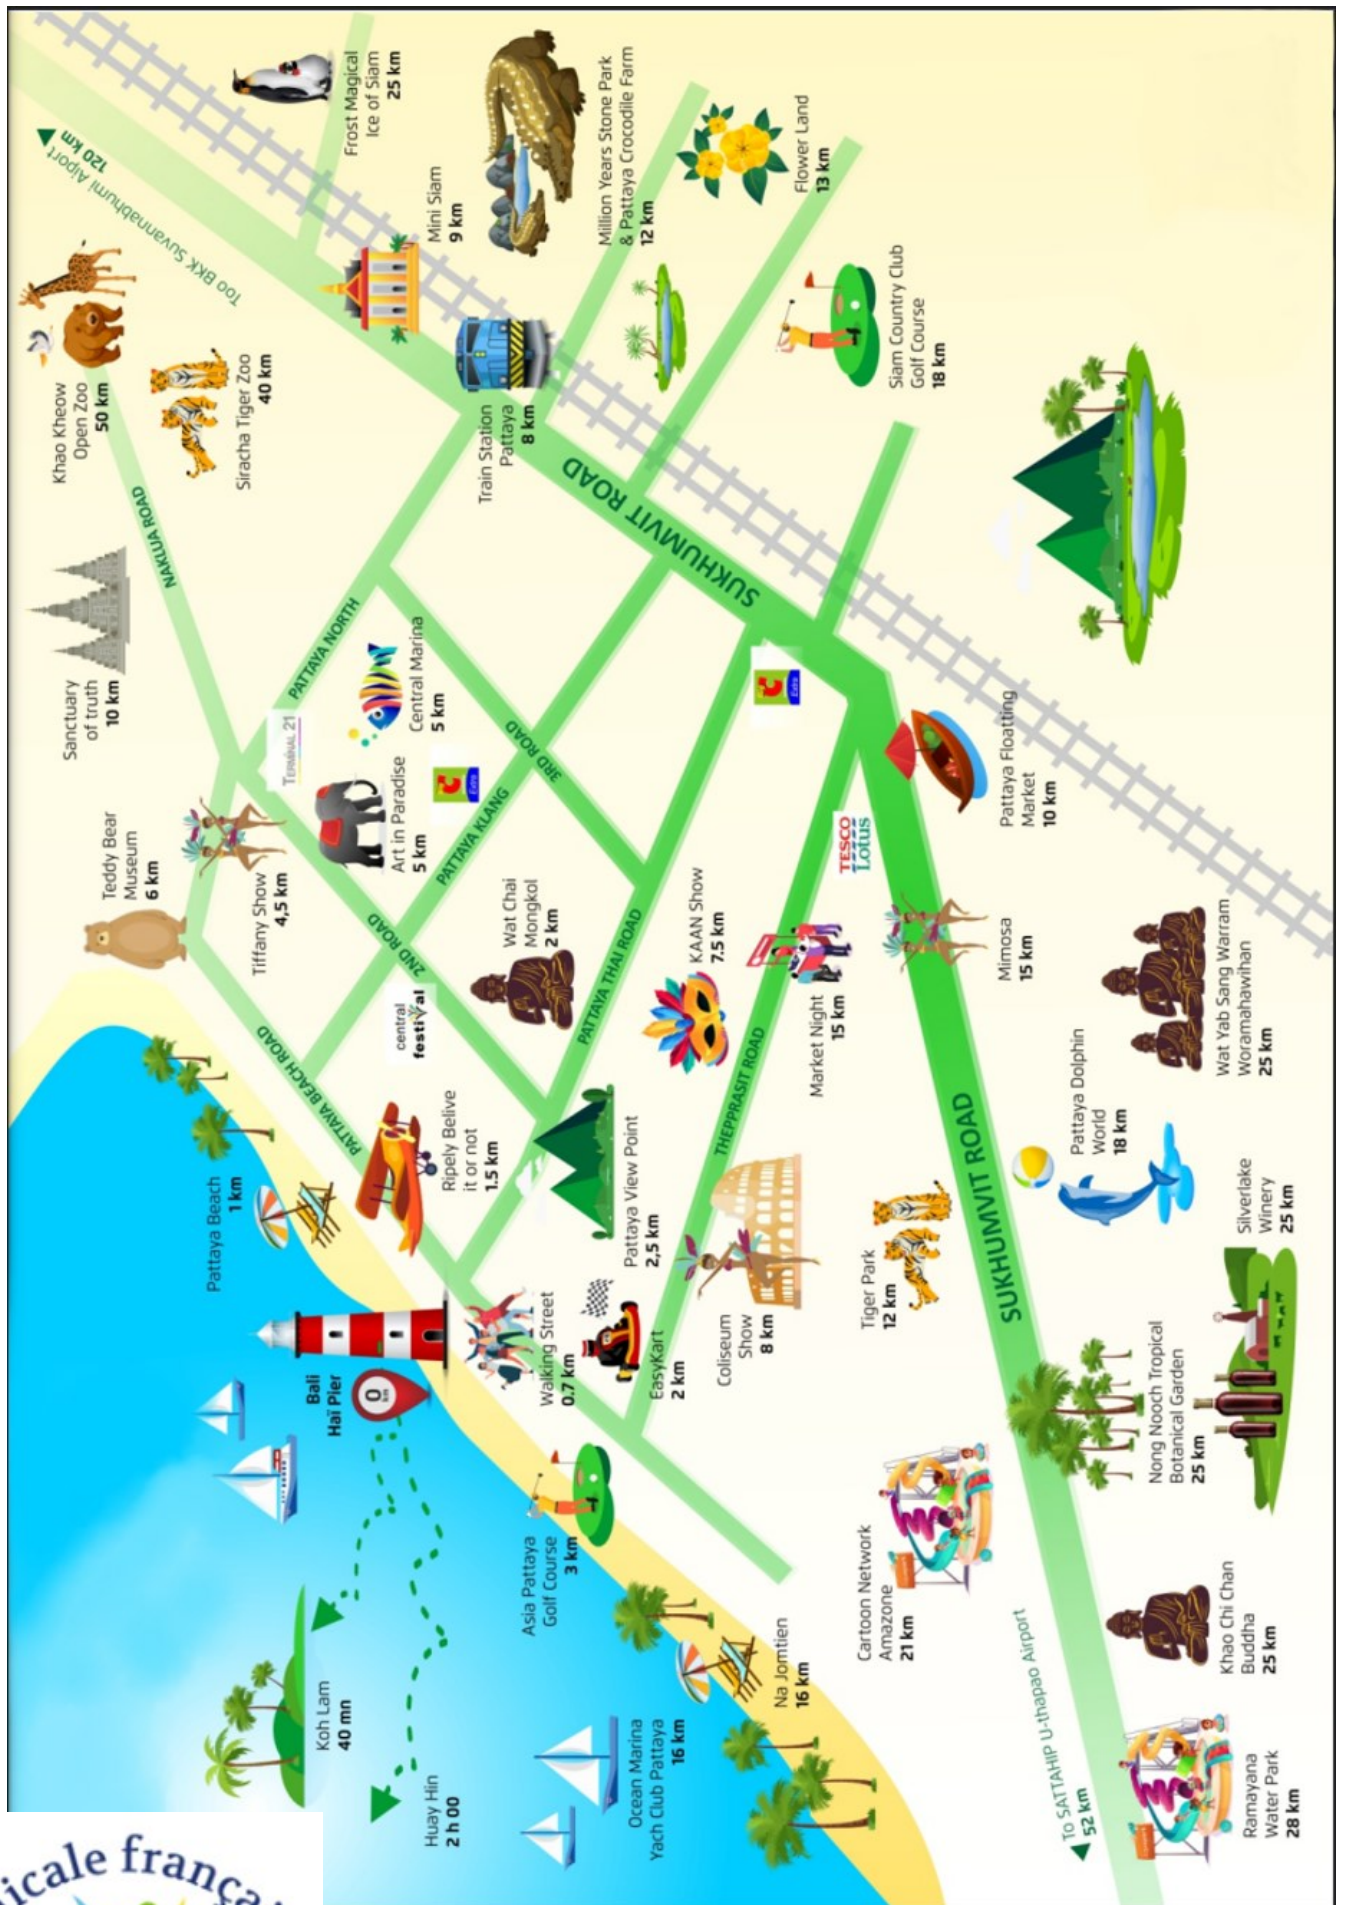 Too BKK Suvannabhumi Aiport
120 km
Frost Magical
Ice of Siam
25 km
Mini Siam
9 km
Million Years Stone Park
& Pattaya Crocodile Farm
12 km
Flower Land
13 km
Siam Country Club
Golf Course
18 km
Khao Kheow
Open Zoo
50 km
Siracha Tiger Zoo
40 km
Train Station
Pattaya
8 km
NAKLUA ROAD
SUKHUMVIT ROAD
Sanctuary
of truth
10 km
PATTAYA NORTH
TERMINAL 21
Central Marina
5 km
3RD ROAD
Extra
Art in Paradise
5 km
Extra
PATTAYA KLANG
Teddy Bear
Museum
6 km
Tiffany Show
4,5 km
2ND ROAD
central
festival
Wat Chai
Mongkol
2 km
PATTAYA THAI ROAD
KAAN Show
7.5 km
TESCO
Lotus
Pattaya Floatting
Market
10 km
Market Night
15 km
Mimosa
15 km
Wat Yab Sang Warram
Woramahawihan
25 km
PATTAYA BEACH ROAD
Pattaya Beach
1 km
Ripely Belive
it or not
1.5 km
Pattaya View Point
2,5 km
THEPPRASIT ROAD
Pattaya Dolphin
World
18 km
Silverlake
Winery
25 km
SUKHUMVIT ROAD
Tiger Park
12 km
Coliseum
Show
8 km
Bali
Haï Pier
0
km
Walking Street
0.7 km
EasyKart
2 km
Nong Nooch Tropical
Botanical Garden
25 km
Asia Pattaya
Golf Course
3 km
Cartoon Network
Amazone
21 km
Khao Chi Chan
Buddha
25 km
Koh Lam
40 mn
Huay Hin
2 h 00
Ocean Marina
Yach Club Pattaya
16 km
Na Jomtien
16 km
To SATTAHIP U-thapao Airport
52 km
Ramayana
Water Park
28 km